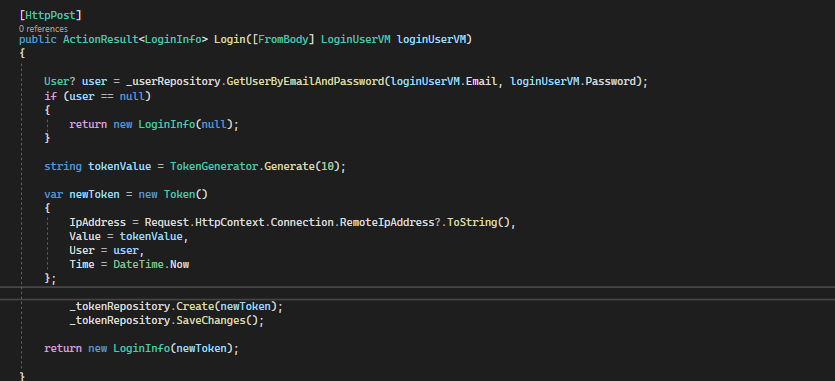 [HttpPost]
0 references
public ActionResult<LoginInfo> Login([FromBody] LoginUserVM loginUserVM)
{
User? user = _userRepository.GetUserByEmailAndPassword(loginUserVM.Email, loginUserVM.Password);
if (user == null)
{
return new LoginInfo(null);
}
string tokenValue = TokenGenerator.Generate(10);
var newToken = new Token()
{
IpAddress = Request.HttpContext.Connection.RemoteIpAddress?.ToString(),
Value = tokenValue,
User = user,
Time = DateTime.Now
};
_tokenRepository.Create(newToken);
_tokenRepository.SaveChanges();
return new LoginInfo(newToken);
}